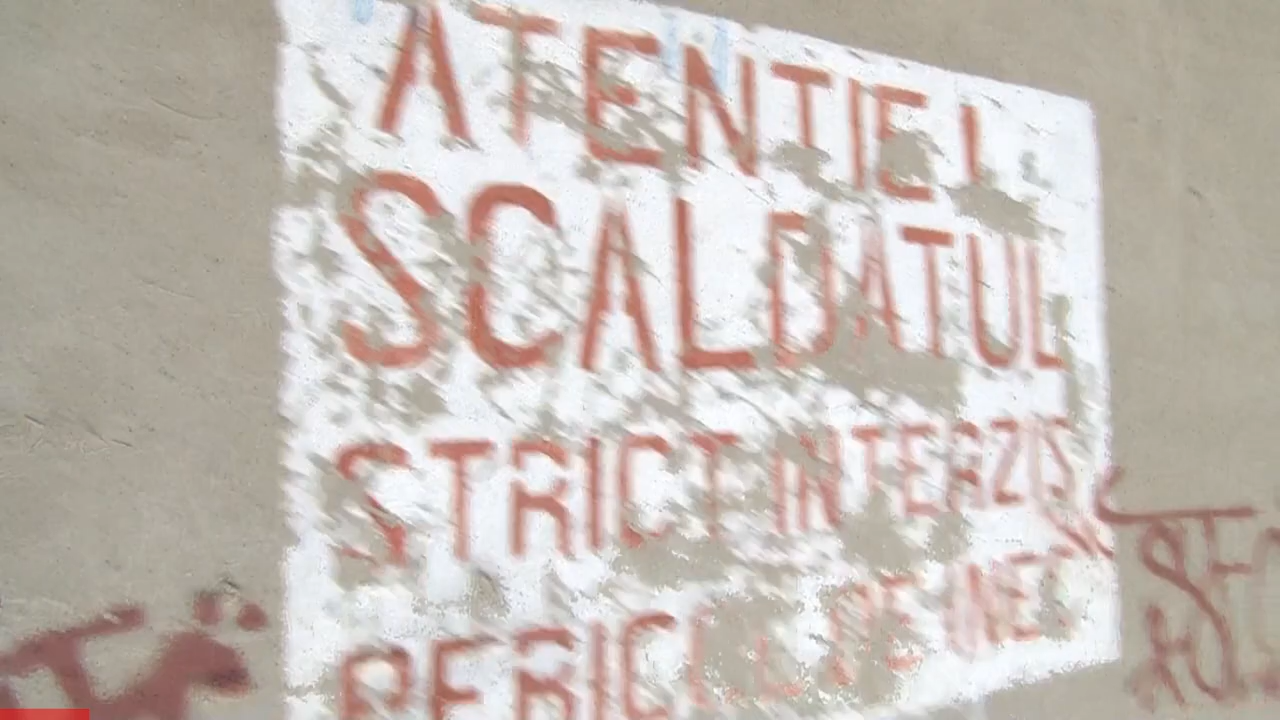 ATENTIE!
SCALDATUL
STRICT INTERZIS
PERICOL DE INEC